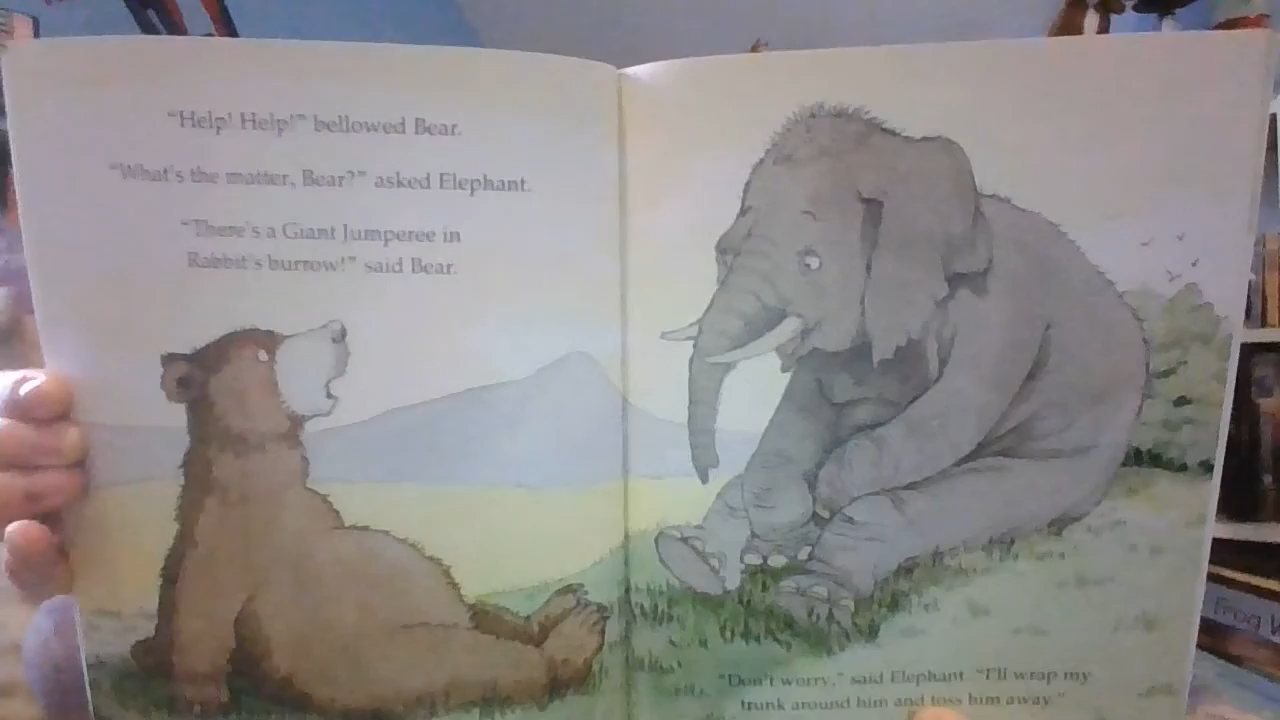 "Help! Help!" bellowed Bear.
"What's the matter, Bear?" asked Elephant.
"There's a Giant Jumperee in
Rabbit's burrow!" said Bear.
"Don't worry," said Elephant. "I'll wrap my
trunk around him and toss him away."
Frog